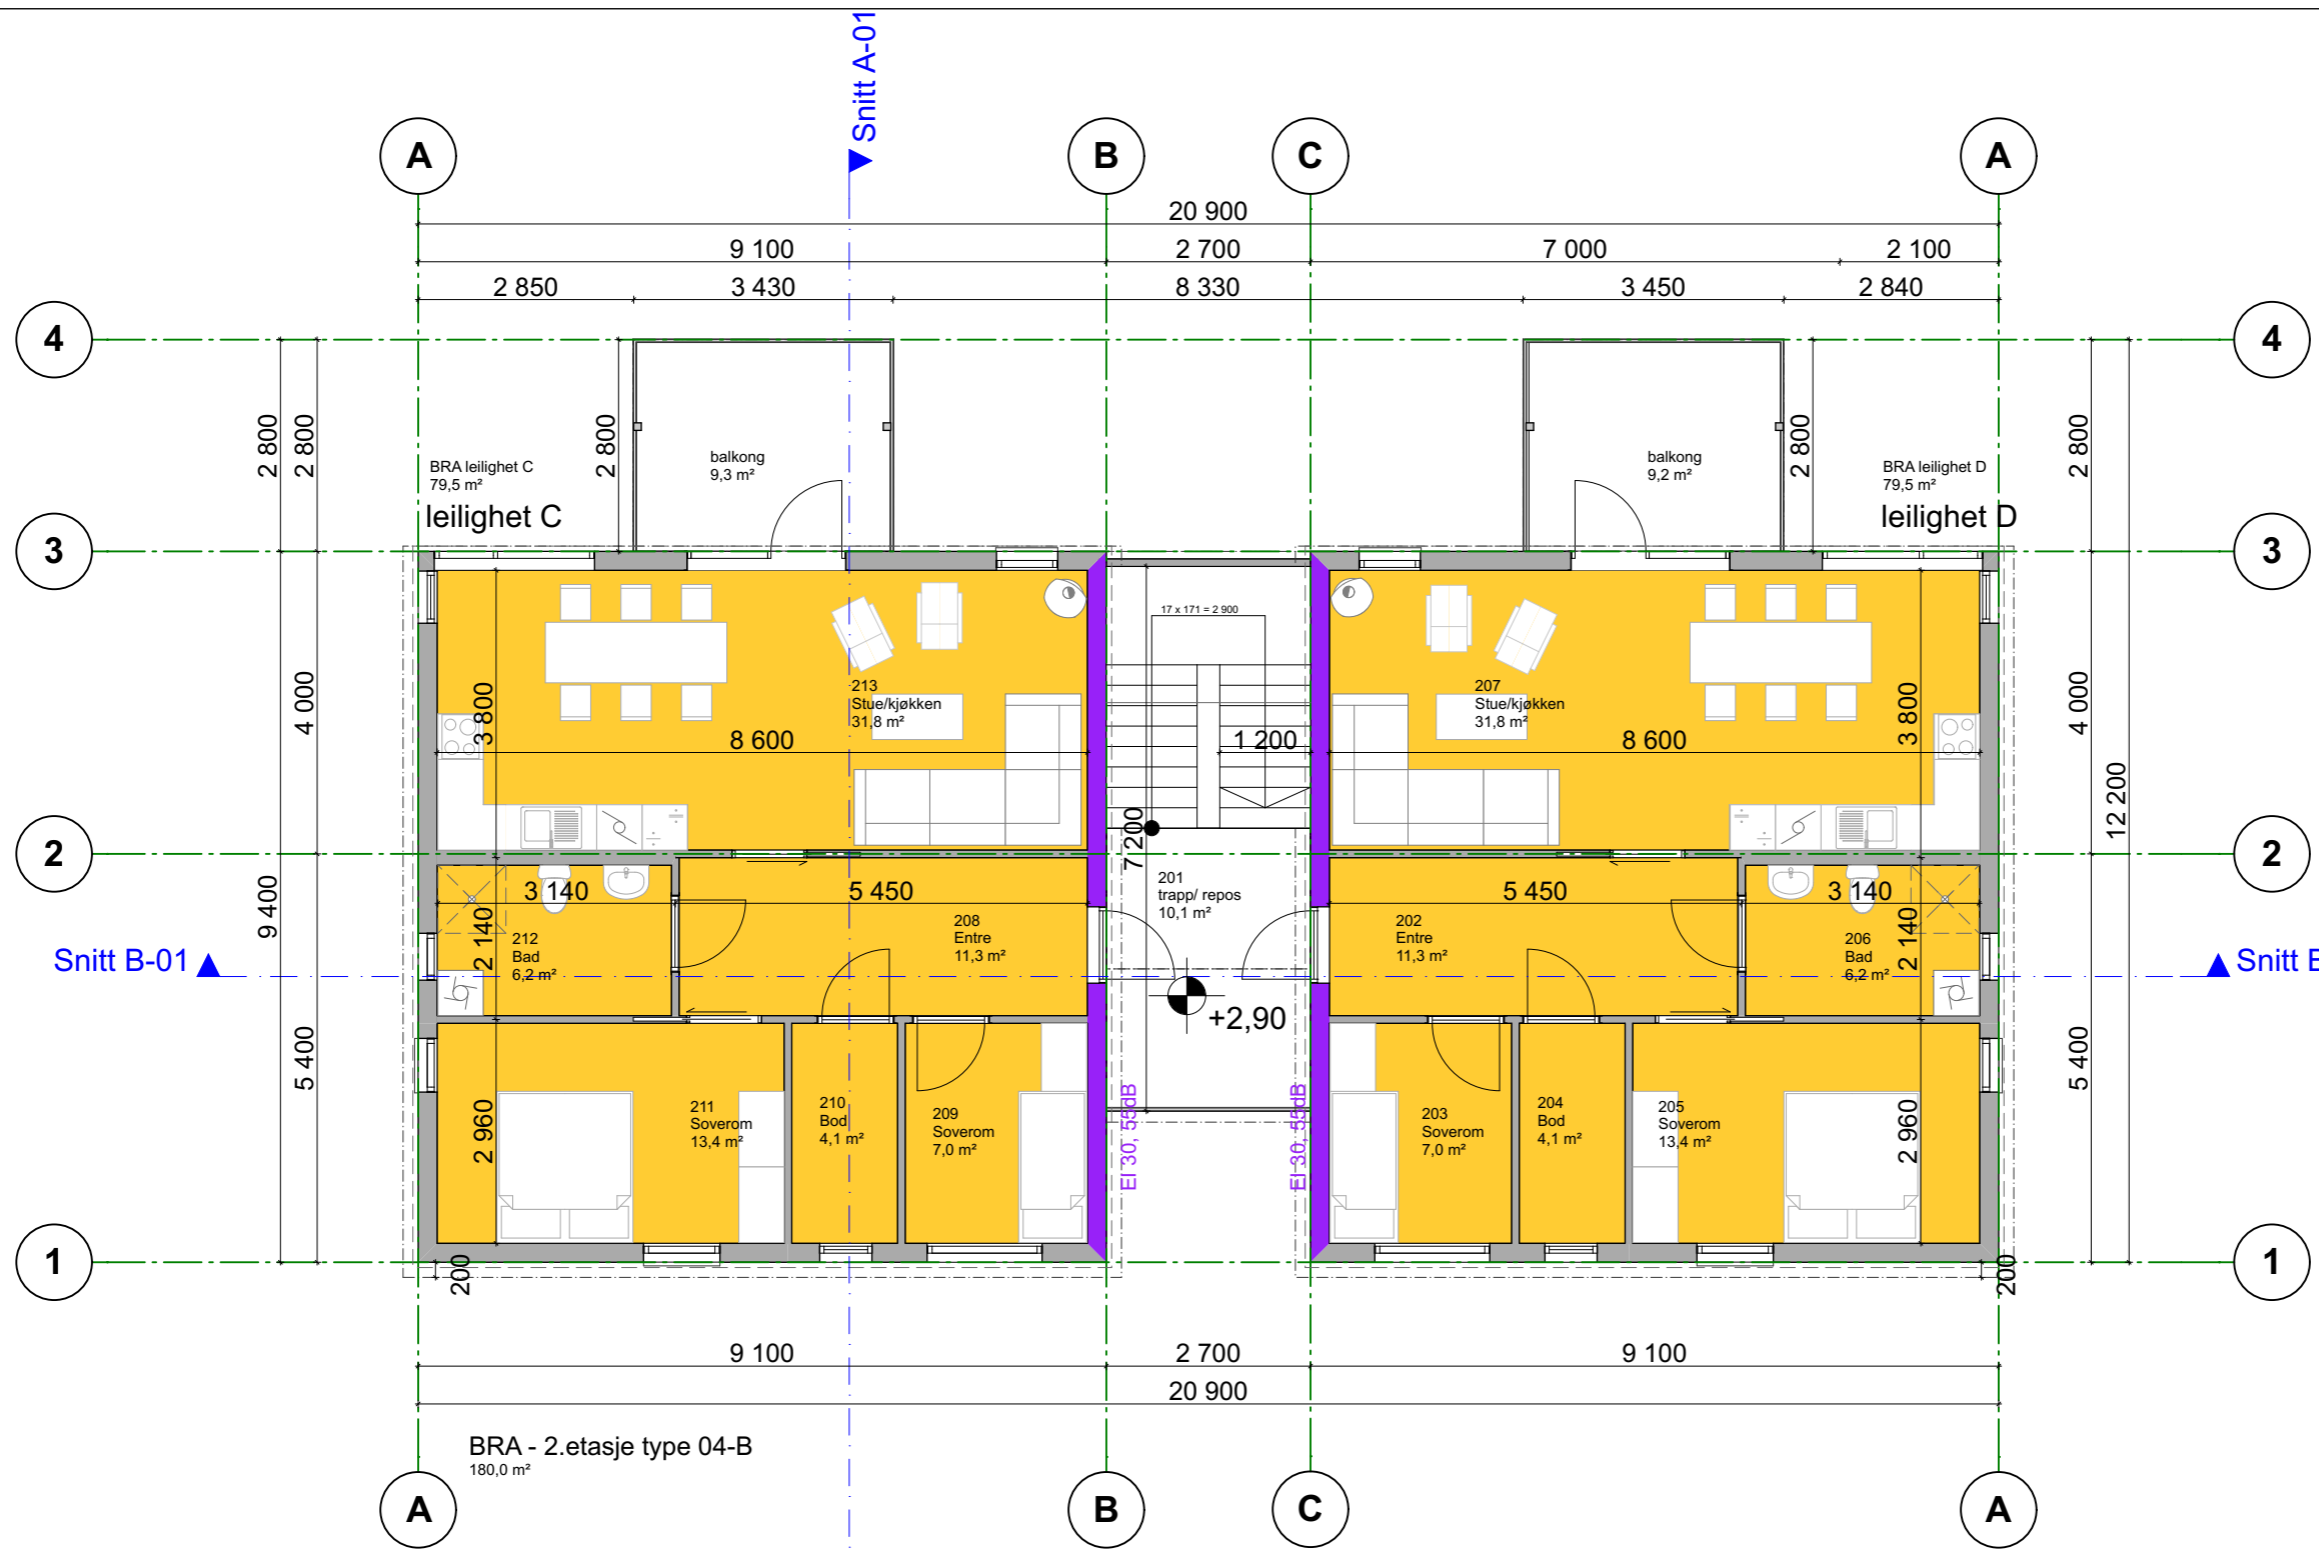 Snitt A-01
A
B
C
A
20 900
9 100
2 700
7 000
2 100
2 850
3 430
8 330
3 450
2 840
4
4
2 800
2 800
2 800
2 800
2 800
BRA leilighet C
79,5 m²
leilighet C
balkong
9,3 m²
balkong
9,2 m²
BRA leilighet D
79,5 m²
leilighet D
3
3
17 x 171 = 2 900
4 000
3 800
213
Stue/kjøkken
31,8 m²
8 600
1 200
207
Stue/kjøkken
31,8 m²
8 600
3 800
4 000
12 200
2
2
7 200
9 400
3 140
5 450
201
trapp/ repos
10,1 m²
5 450
3 140
2 140
212
Bad
6,2 m²
208
Entre
11,3 m²
202
Entre
11,3 m²
206
Bad
6,2 m²
2 140
Snitt B-01
Snitt B
+2,90
5 400
2 960
211
Soverom
13,4 m²
210
Bod
4,1 m²
209
Soverom
7,0 m²
EI 30, 55dB
EI 30, 55dB
203
Soverom
7,0 m²
204
Bod
4,1 m²
205
Soverom
13,4 m²
2 960
5 400
1
1
200
200
9 100
2 700
9 100
20 900
BRA - 2.etasje type 04-B
180,0 m²
A
B
C
A